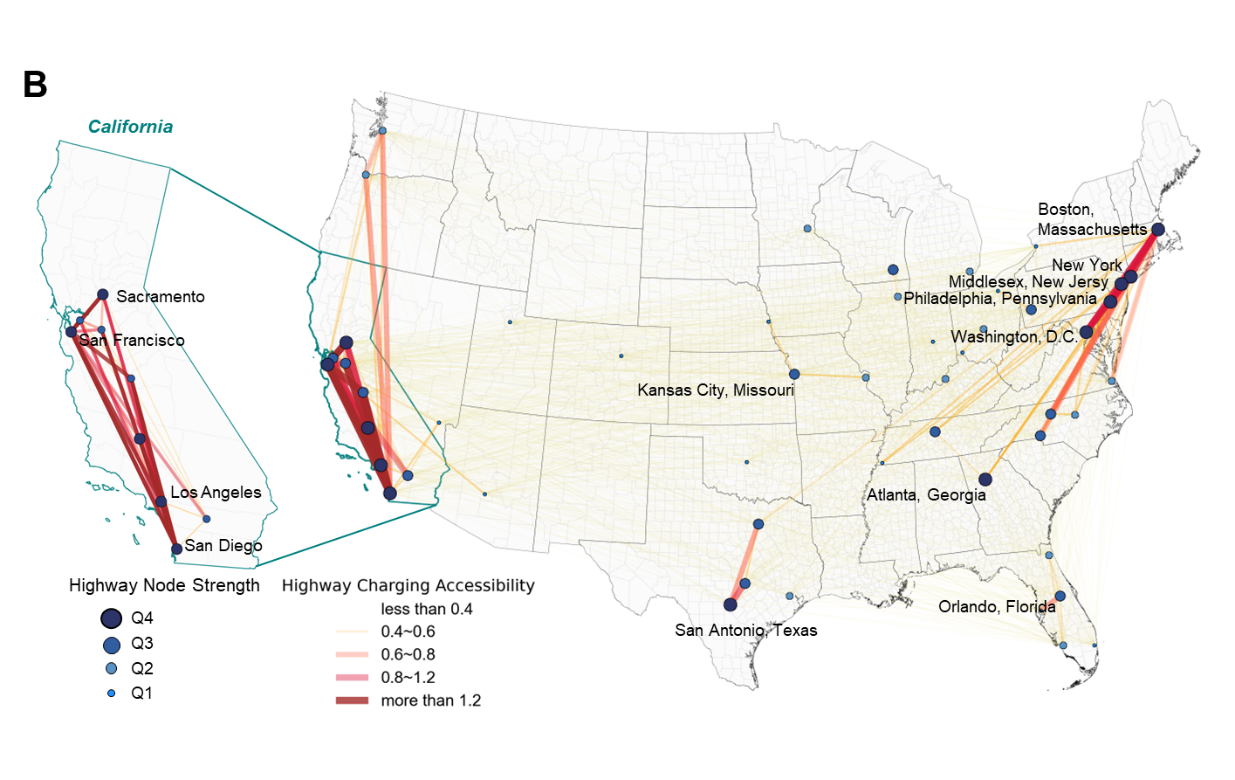 B
California
Sacramento
San Francisco
Los Angeles
San Diego
Boston,
Massachusetts
New York
Middlesex, New Jersy
Philadelphia, Pennsylvania
Washington, D.C.
Kansas City, Missouri
Atlanta, Georgia
Orlando, Florida
San Antonio, Texas
Highway Node Strength
Q4
Q3
Q2
Q1
Highway Charging Accessibility
less than 0.4
0.4~0.6
0.6~0.8
0.8~1.2
more than 1.2